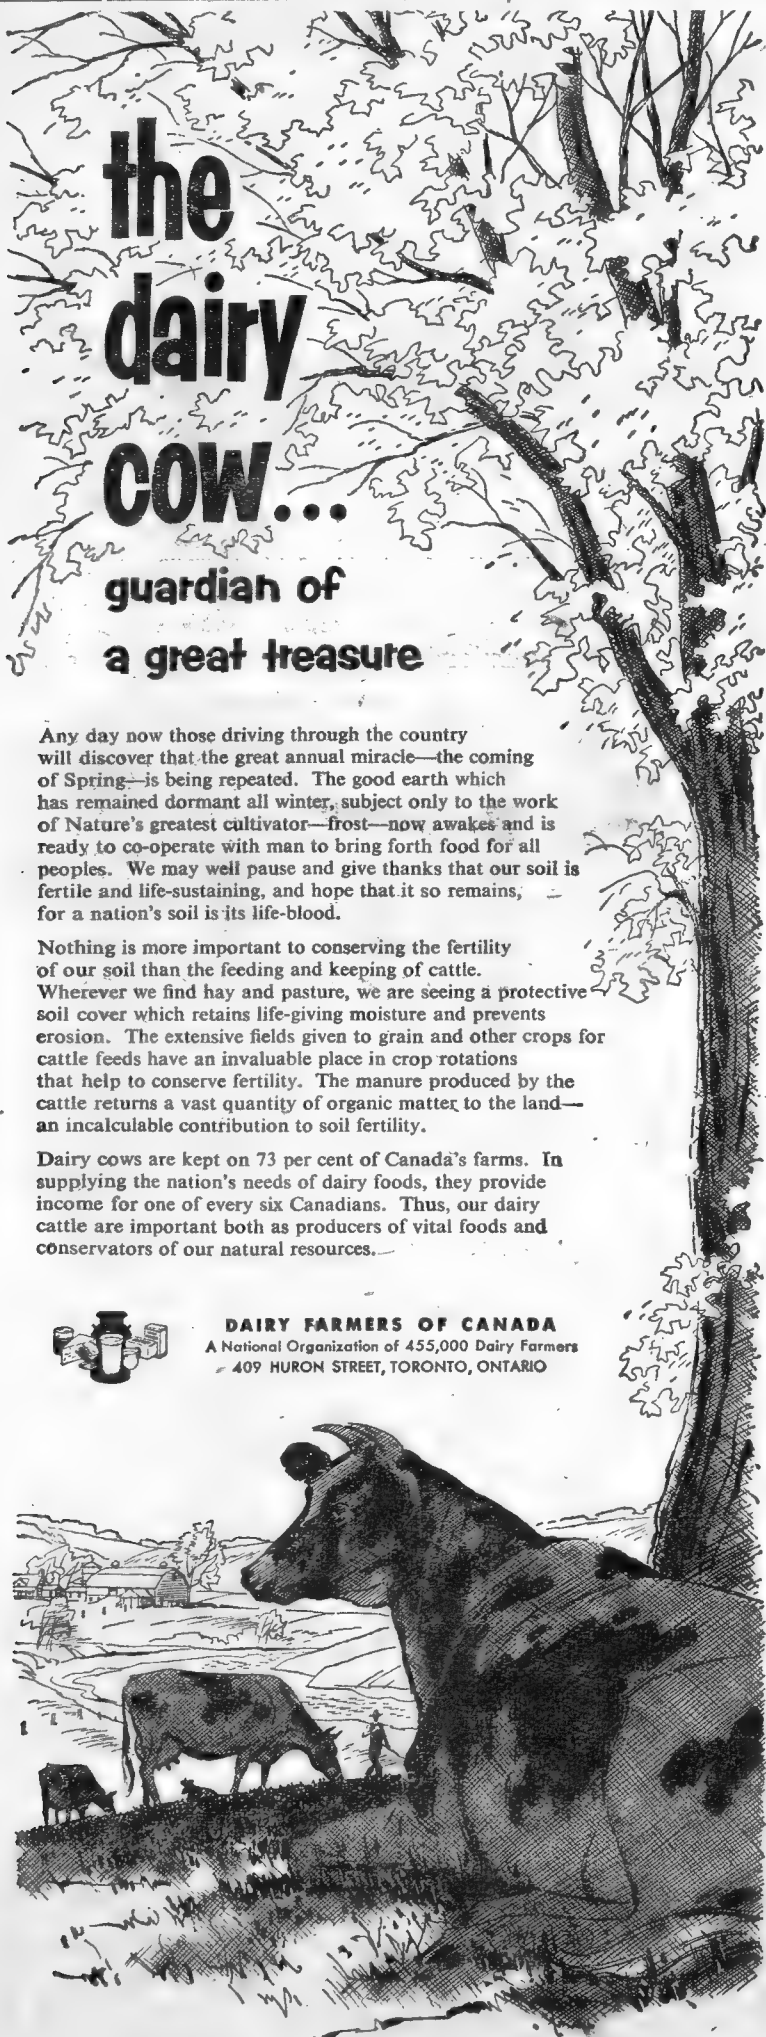 the
dairy
cow...
guardian of
a great treasure
Any day now those driving through the country
will discover that the great annual miracle—the coming
of Spring—is being repeated. The good earth which
has remained dormant all winter, subject only to the work
of Nature's greatest cultivator—frost—now awakes and is
ready to co-operate with man to bring forth food for all
peoples. We may well pause and give thanks that our soil is
fertile and life-sustaining, and hope that it so remains,
for a nation's soil is its life-blood.
Nothing is more important to conserving the fertility
of our soil than the feeding and keeping of cattle.
Wherever we find hay and pasture, we are seeing a protective
soil cover which retains life-giving moisture and prevents
erosion. The extensive fields given to grain and other crops for
cattle feeds have an invaluable place in crop rotations
that help to conserve fertility. The manure produced by the
cattle returns a vast quantity of organic matter to the land—
an incalculable contribution to soil fertility.
Dairy cows are kept on 73 per cent of Canada's farms. In
supplying the nation's needs of dairy foods, they provide
income for one of every six Canadians. Thus, our dairy
cattle are important both as producers of vital foods and
conservators of our natural resources.
DAIRY FARMERS OF CANADA
A National Organization of 455,000 Dairy Farmers
409 HURON STREET, TORONTO, ONTARIO